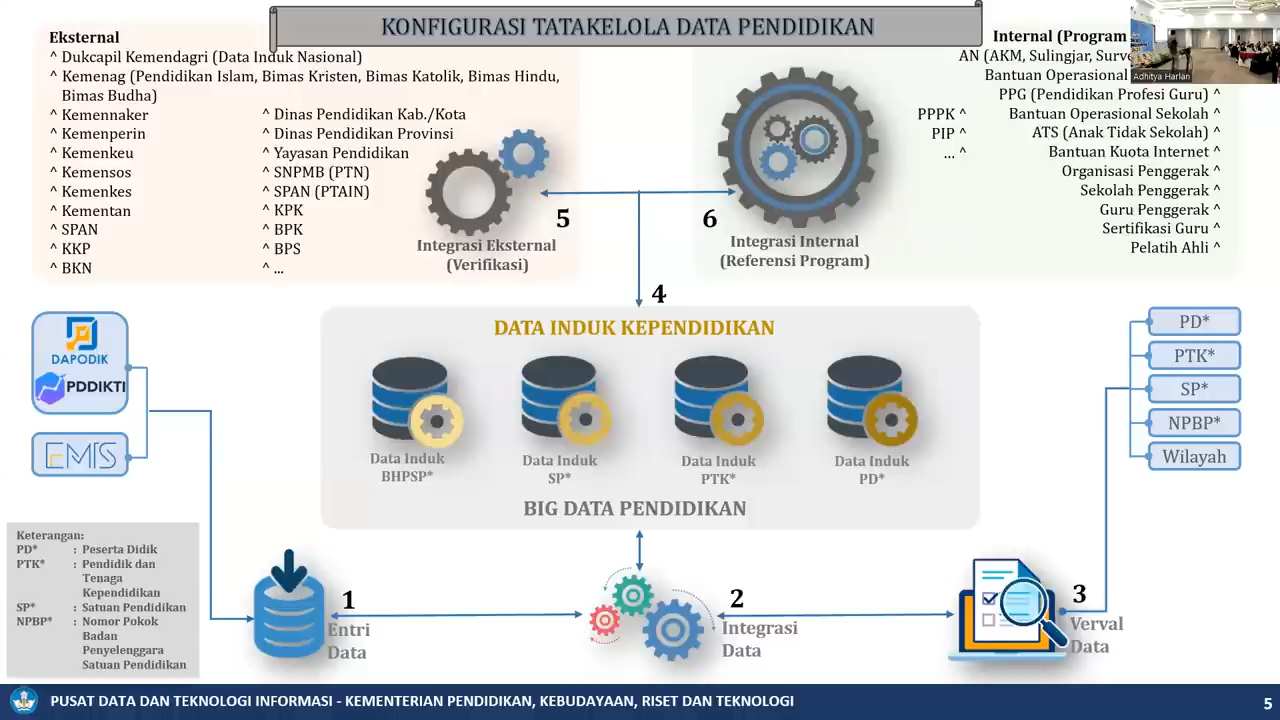 KONFIGURASI TATAKELOLA DATA PENDIDIKAN
Eksternal
^ Dukcapil Kemendagri (Data Induk Nasional)
^ Kemenag (Pendidikan Islam, Bimas Kristen, Bimas Katolik, Bimas Hindu,
Bimas Budha)
^ Kemennaker
^ Kemenperin
^ Kemenkeu
^ Kemensos
^ Kemenkes
^ Kementan
^ SPAN
^ KKP
^ BKN
^ Dinas Pendidikan Kab./Kota
^ Dinas Pendidikan Provinsi
^ Yayasan Pendidikan
^ SNPMB (PTN)
^ SPAN (PTAIN)
^ KPK
^ BPK
^ BPS
^ ...
Integrasi Eksternal
(Verifikasi)
5
6
4
Integrasi Internal
(Referensi Program)
Internal (Program
AN (AKM, Sulingjar,
Bantuan Operasional
PPG (Pendidikan Profesi Guru) ^
Bantuan Operasional Sekolah ^
ATS (Anak Tidak Sekolah) ^
Bantuan Kuota Internet ^
Organisasi Penggerak ^
Sekolah Penggerak ^
Guru Penggerak ^
Sertifikasi Guru ^
Pelatih Ahli ^
PPPK ^
PIP ^
... ^
Adhitya Harlan
DATA INDUK KEPENDIDIKAN
Data Induk
BHPSP*
Data Induk
SP*
Data Induk
PTK*
Data Induk
PD*
BIG DATA PENDIDIKAN
DAPODIK
PDDIKTI
EMIS
PD*
PTK*
SP*
NPBP*
Wilayah
Keterangan:
PD* : Peserta Didik
PTK* : Pendidik dan
Tenaga
Kependidikan
SP* : Satuan Pendidikan
NPBP* : Nomor Pokok
Badan
Penyelenggara
Satuan Pendidikan
1
Entri
Data
2
Integrasi
Data
3
Verval
Data
PUSAT DATA DAN TEKNOLOGI INFORMASI - KEMENTERIAN PENDIDIKAN, KEBUDAYAAN, RISET DAN TEKNOLOGI
5